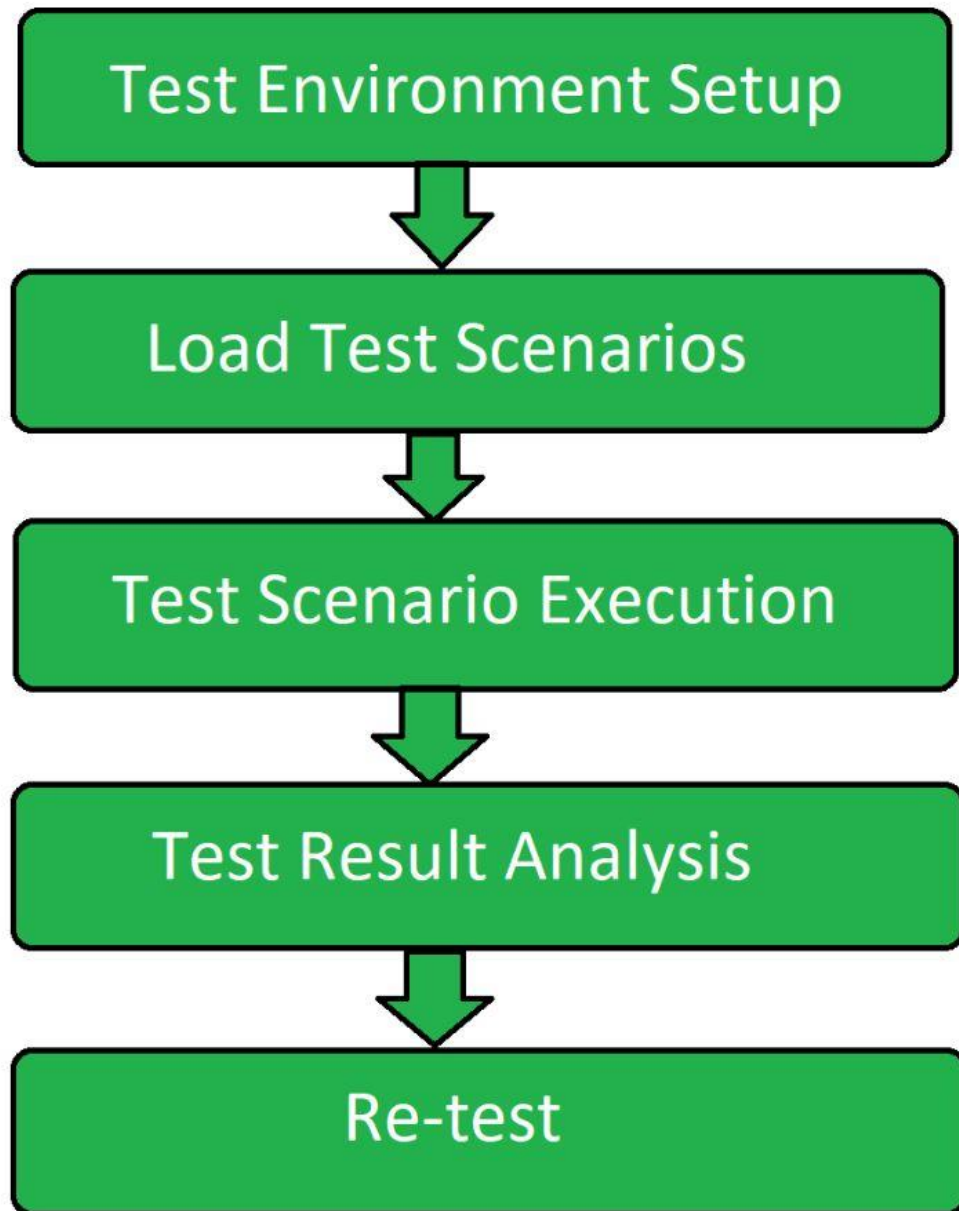 Test Environment Setup
Load Test Scenarios
Test Scenario Execution
Test Result Analysis
Re-test